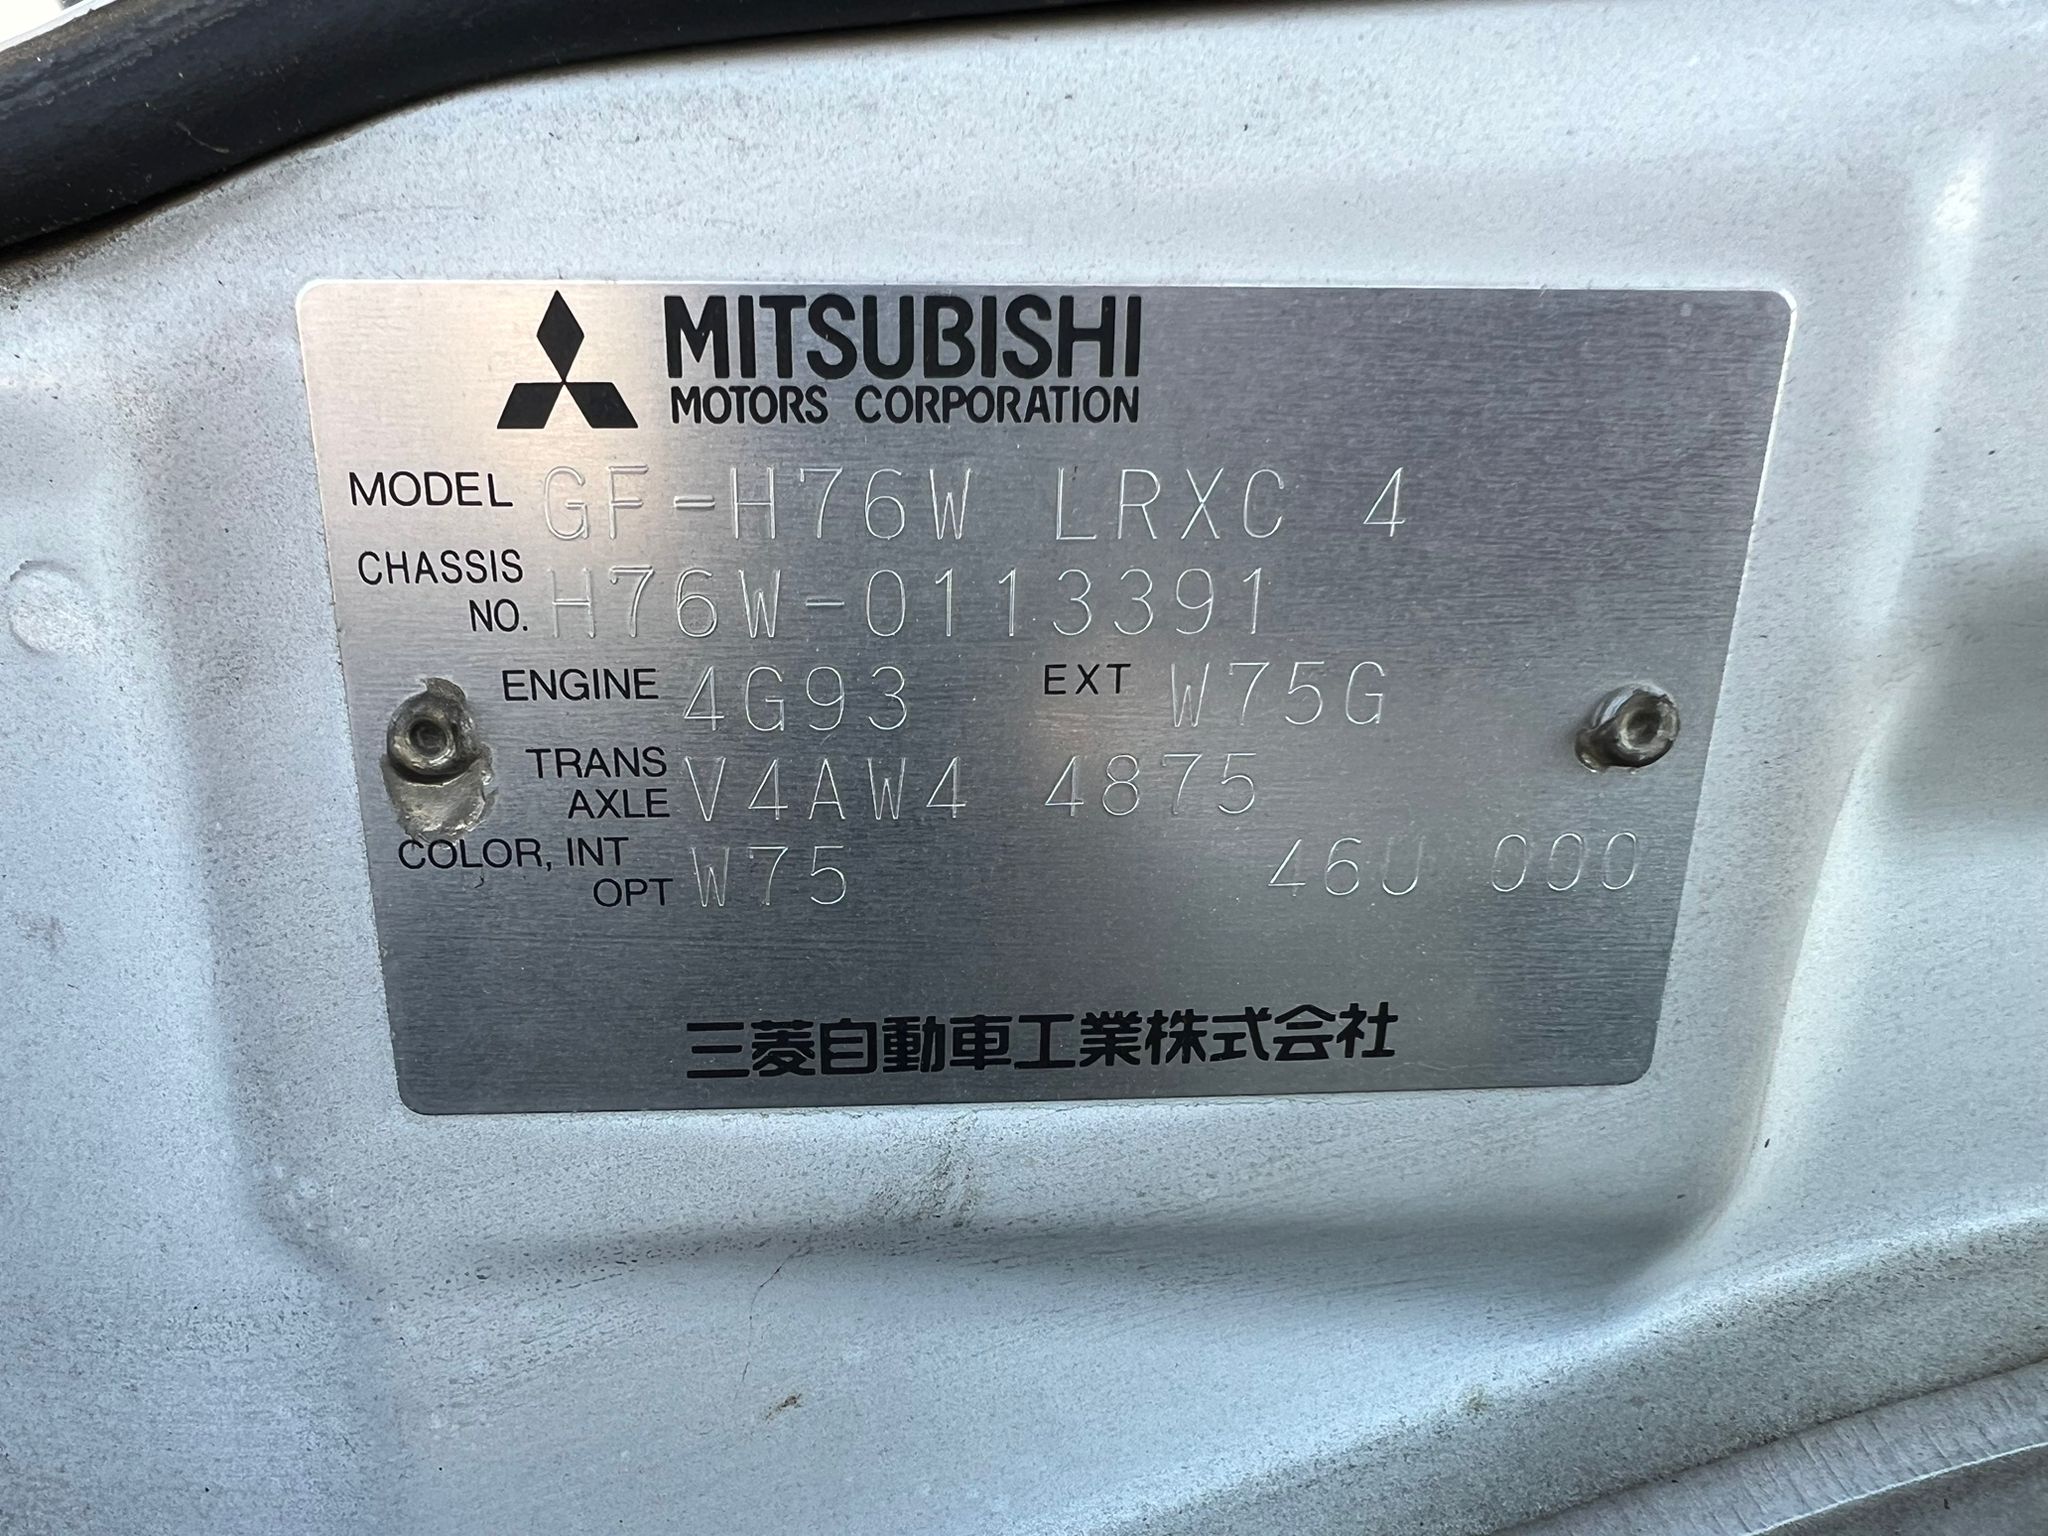 MITSUBISHI
MOTORS CORPORATION
MODEL GF-H76W LRXC 4
CHASSIS NO. H76W-0113391
ENGINE 4G93 EXT W75G
TRANS AXLE V4AW4 4875
COLOR, INT OPT W75 46U 000
三菱自動車工業株式会社